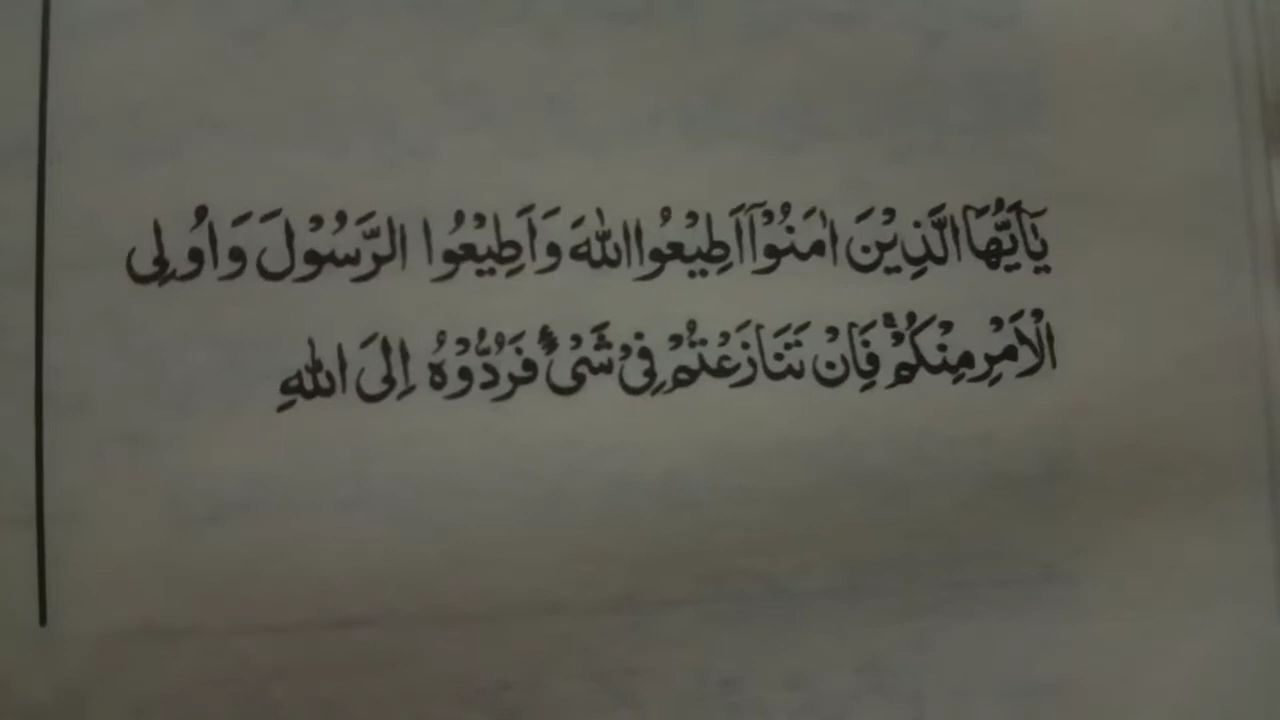 يٰٓاَيُّهَا الَّذِيْنَ اٰمَنُوْٓا اَطِيْعُوا اللّٰهَ وَاَطِيْعُوا الرَّسُوْلَ وَاُولِى
الْاَمْرِ مِنْكُمْ ۚ فَاِنْ تَنَازَعْتُمْ فِىْ شَىْءٍ فَرُدُّوْهُ اِلَى اللّٰهِ